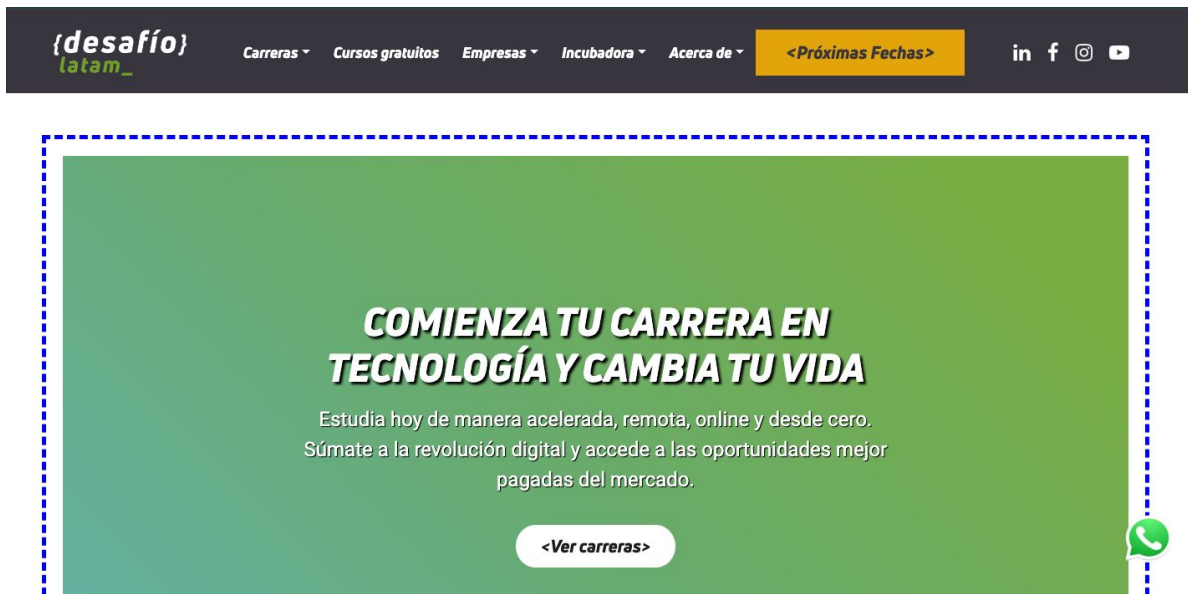 {desafío}
latam_
Carreras
Cursos gratuitos
Empresas
Incubadora
Acerca de
<Próximas Fechas>
in f
COMIENZA TU CARRERA EN
TECNOLOGÍA Y CAMBIA TU VIDA
Estudia hoy de manera acelerada, remota, online y desde cero.
Súmate a la revolución digital y accede a las oportunidades mejor
pagadas del mercado.
<Ver carreras>